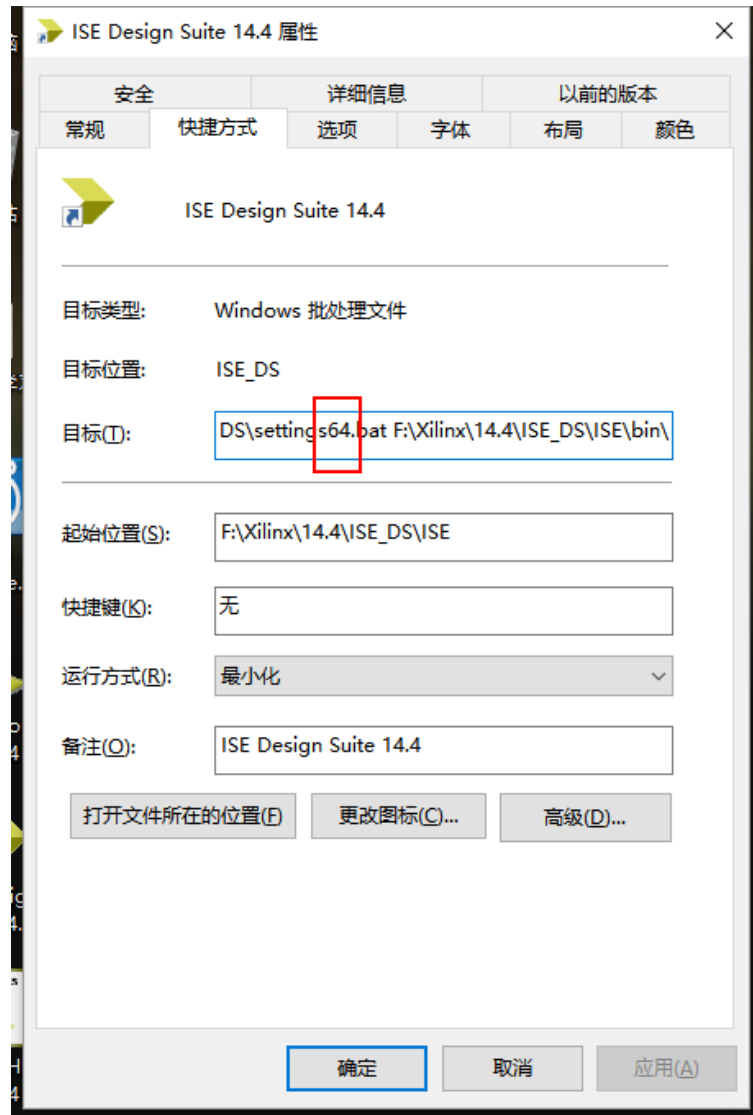 ISE Design Suite 14.4 属性
安全 详细信息 以前的版本
常规 快捷方式 选项 字体 布局 颜色
ISE Design Suite 14.4
目标类型: Windows 批处理文件
目标位置: ISE_DS
目标(T): DS\settings64.bat F:\Xilinx\14.4\ISE_DS\ISE\bin\
起始位置(S): F:\Xilinx\14.4\ISE_DS\ISE
快捷键(K): 无
运行方式(R): 最小化
备注(O): ISE Design Suite 14.4
打开文件所在的位置(F) 更改图标(C)... 高级(D)...
确定 取消 应用(A)